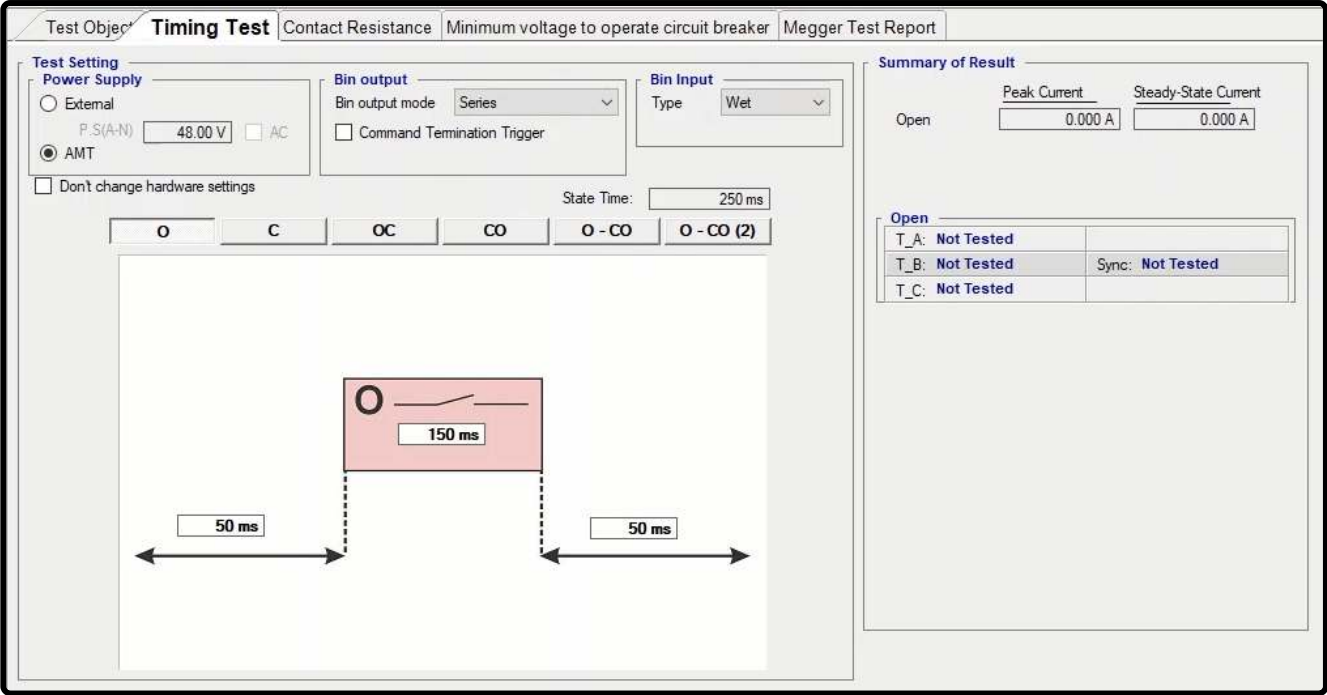 Test Object Timing Test Contact Resistance Minimum voltage to operate circuit breaker Megger Test Report
Test Setting
Power Supply
External
P.S(A-N) 48.00 V AC
AMT
Don't change hardware settings
Bin output
Bin output mode Series
Command Termination Trigger
Bin Input
Type Wet
State Time: 250 ms
O C OC CO O - CO O - CO (2)
O
150 ms
50 ms 50 ms
Summary of Result
Peak Current Steady-State Current
Open 0.000 A 0.000 A
Open
T_A: Not Tested
T_B: Not Tested Sync: Not Tested
T_C: Not Tested